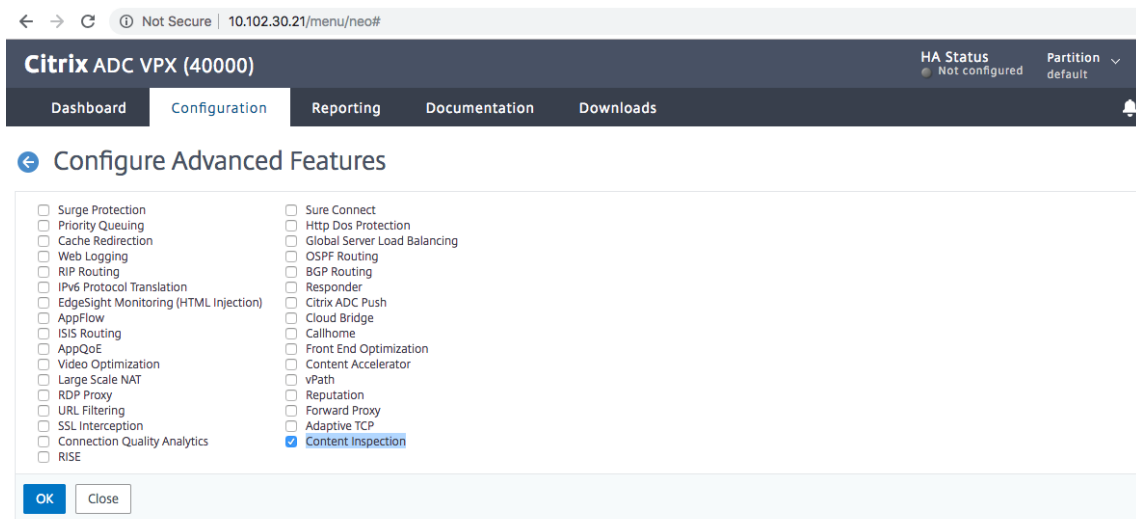 Not Secure | 10.102.30.21/menu/neo#
Citrix ADC VPX (40000)
HA Status
Not configured
Partition
default
Dashboard Configuration Reporting Documentation Downloads
Configure Advanced Features
Surge Protection
Priority Queuing
Cache Redirection
Web Logging
RIP Routing
IPv6 Protocol Translation
EdgeSight Monitoring (HTML Injection)
AppFlow
ISIS Routing
AppQoE
Video Optimization
Large Scale NAT
RDP Proxy
URL Filtering
SSL Interception
Connection Quality Analytics
RISE
Sure Connect
Http Dos Protection
Global Server Load Balancing
OSPF Routing
BGP Routing
Responder
Citrix ADC Push
Cloud Bridge
Callhome
Front End Optimization
Content Accelerator
vPath
Reputation
Forward Proxy
Adaptive TCP
Content Inspection
OK Close